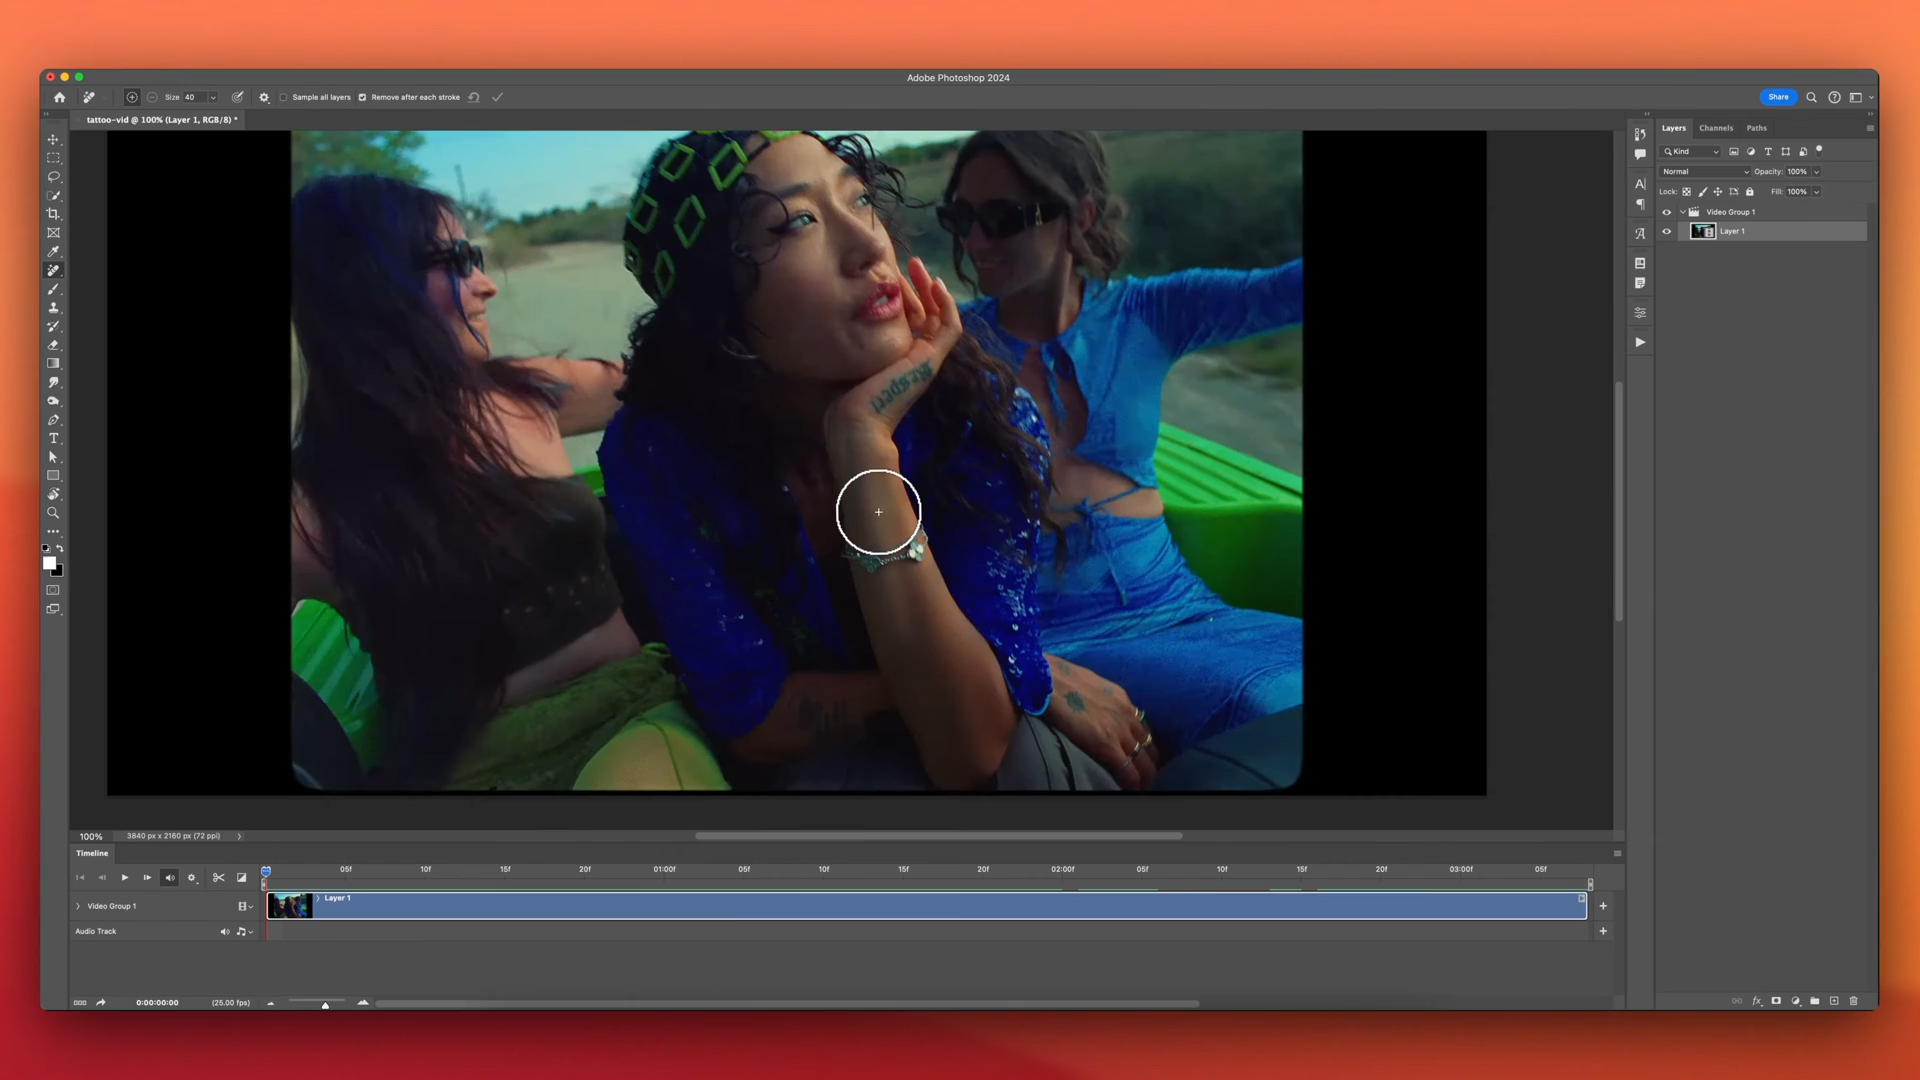 Adobe Photoshop 2024
Size 40 Sample all layers Remove after each stroke Share
tattoo-vid @ 100% (Layer 1, RGB/8) *
Layers Channels Paths
Kind
Normal Opacity: 100%
Lock: Fill: 100%
Video Group 1
Layer 1
100% 3840 px x 2160 px (72 ppi)
Timeline
05f 10f 15f 20f 01:00f 05f 10f 15f 20f 02:00f 05f 10f 15f 20f 03:00f 05f
Layer 1
Video Group 1
Audio Track
0:00:00:00 (25.00 fps)